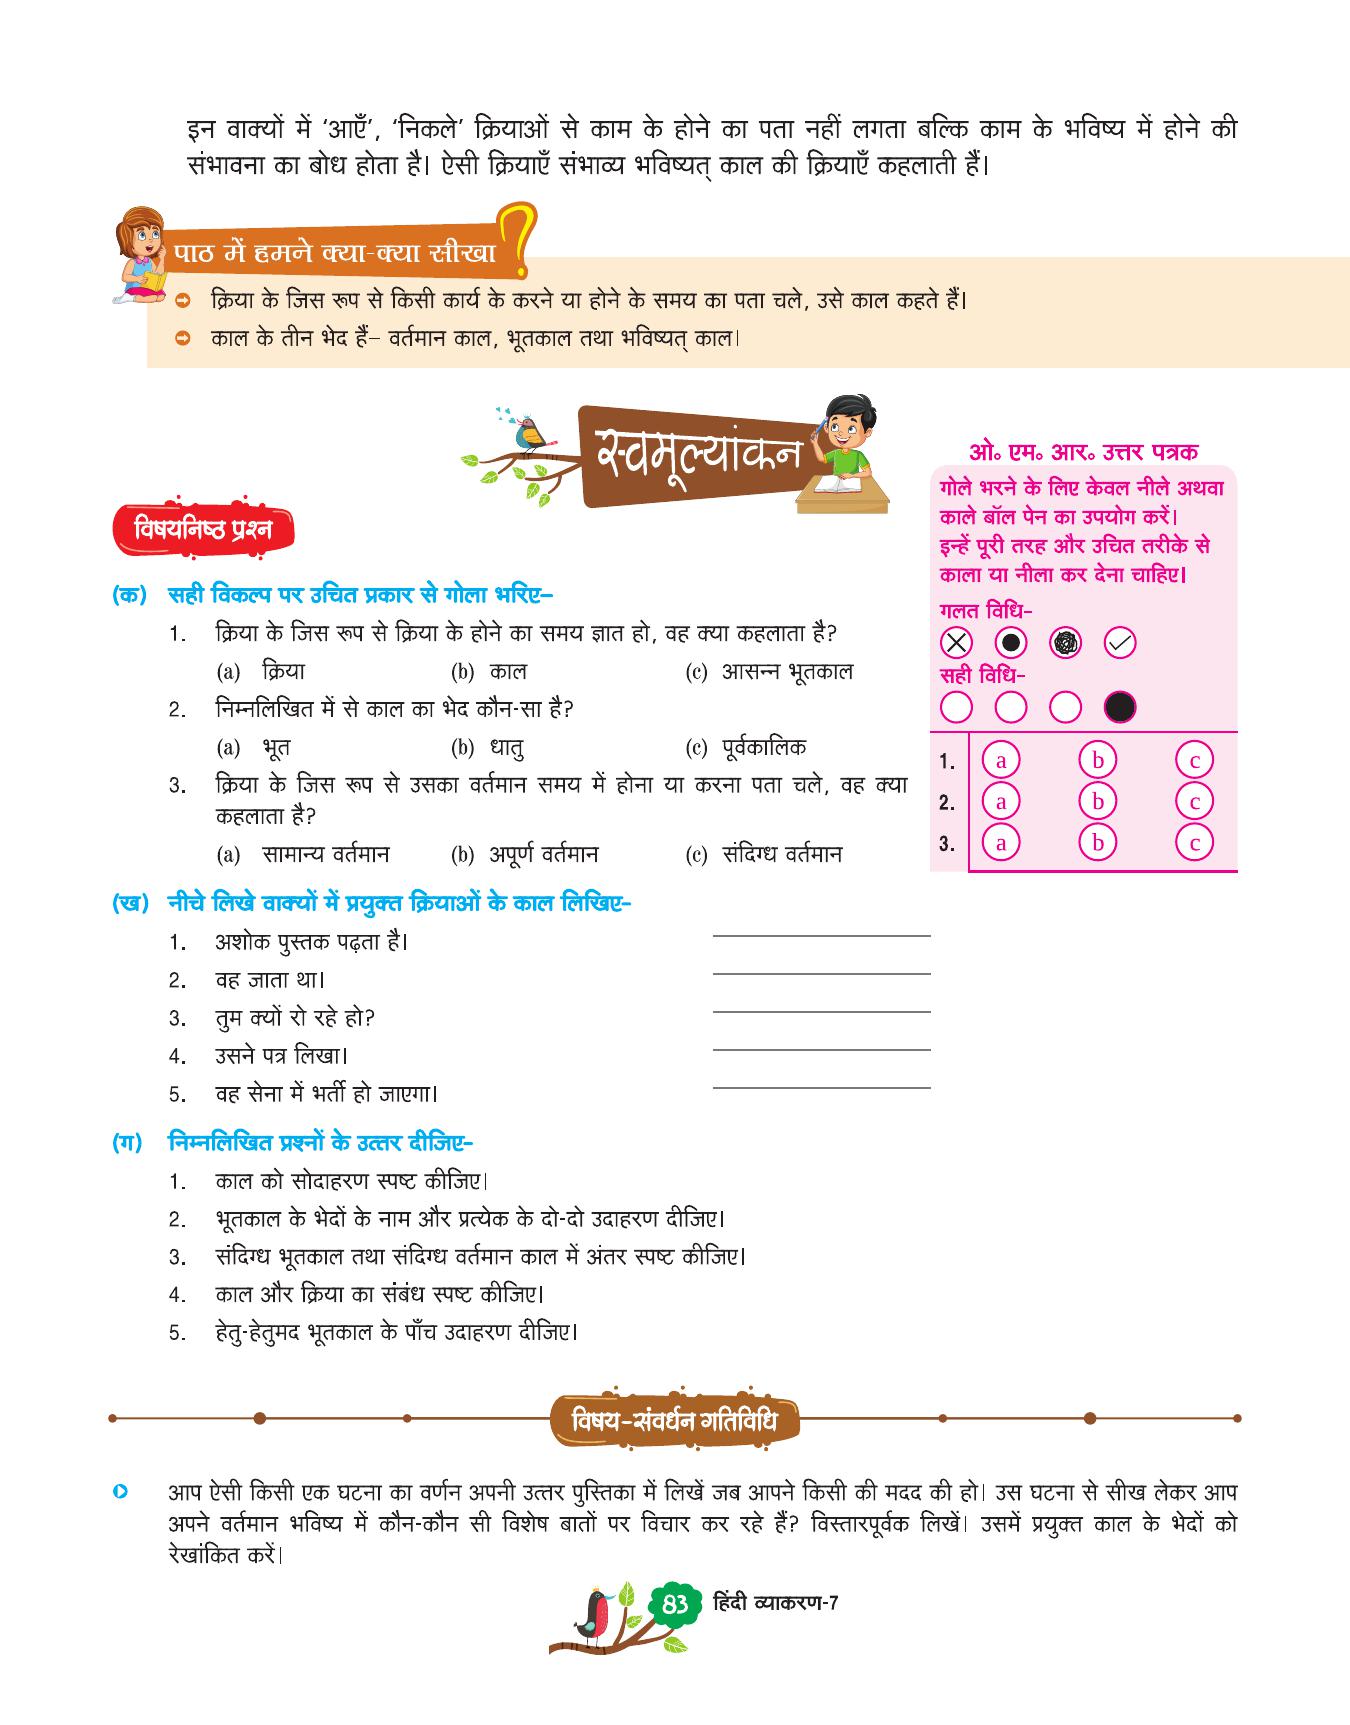 इन वाक्यों में ‘आएँ’, ‘निकले’ क्रियाओं से काम के होने का पता नहीं लगता बल्कि काम के भविष्य में होने की
संभावना का बोध होता है। ऐसी क्रियाएँ संभाव्य भविष्यत् काल की क्रियाएँ कहलाती हैं।
पाठ में हमने क्या-क्या सीखा ?
क्रिया के जिस रूप से किसी कार्य के करने या होने के समय का पता चले, उसे काल कहते हैं।
काल के तीन भेद हैं– वर्तमान काल, भूतकाल तथा भविष्यत् काल।
स्वमूल्यांकन
विषयनिष्ठ प्रश्न
(क) सही विकल्प पर उचित प्रकार से गोला भरिए–
1. क्रिया के जिस रूप से क्रिया के होने का समय ज्ञात हो, वह क्या कहलाता है?
(a) क्रिया (b) काल (c) आसन्न भूतकाल
2. निम्नलिखित में से काल का भेद कौन-सा है?
(a) भूत (b) धातु (c) पूर्वकालिक
3. क्रिया के जिस रूप से उसका वर्तमान समय में होना या करना पता चले, वह क्या
कहलाता है?
(a) सामान्य वर्तमान (b) अपूर्ण वर्तमान (c) संदिग्ध वर्तमान
ओ॰ एम॰ आर॰ उत्तर पत्रक
गोले भरने के लिए केवल नीले अथवा
काले बॉल पेन का उपयोग करें।
इन्हें पूरी तरह और उचित तरीके से
काला या नीला कर देना चाहिए।
गलत विधि–
सही विधि–
1. a b c
2. a b c
3. a b c
(ख) नीचे लिखे वाक्यों में प्रयुक्त क्रियाओं के काल लिखिए–
1. अशोक पुस्तक पढ़ता है।
2. वह जाता था।
3. तुम क्यों रो रहे हो?
4. उसने पत्र लिखा।
5. वह सेना में भर्ती हो जाएगा।
(ग) निम्नलिखित प्रश्नों के उत्तर दीजिए–
1. काल को सोदाहरण स्पष्ट कीजिए।
2. भूतकाल के भेदों के नाम और प्रत्येक के दो-दो उदाहरण दीजिए।
3. संदिग्ध भूतकाल तथा संदिग्ध वर्तमान काल में अंतर स्पष्ट कीजिए।
4. काल और क्रिया का संबंध स्पष्ट कीजिए।
5. हेतु-हेतुमद भूतकाल के पाँच उदाहरण दीजिए।
विषय–संवर्धन गतिविधि
आप ऐसी किसी एक घटना का वर्णन अपनी उत्तर पुस्तिका में लिखें जब आपने किसी की मदद की हो। उस घटना से सीख लेकर आप
अपने वर्तमान भविष्य में कौन-कौन सी विशेष बातों पर विचार कर रहे हैं? विस्तारपूर्वक लिखें। उसमें प्रयुक्त काल के भेदों को
रेखांकित करें।
83 हिंदी व्याकरण-7